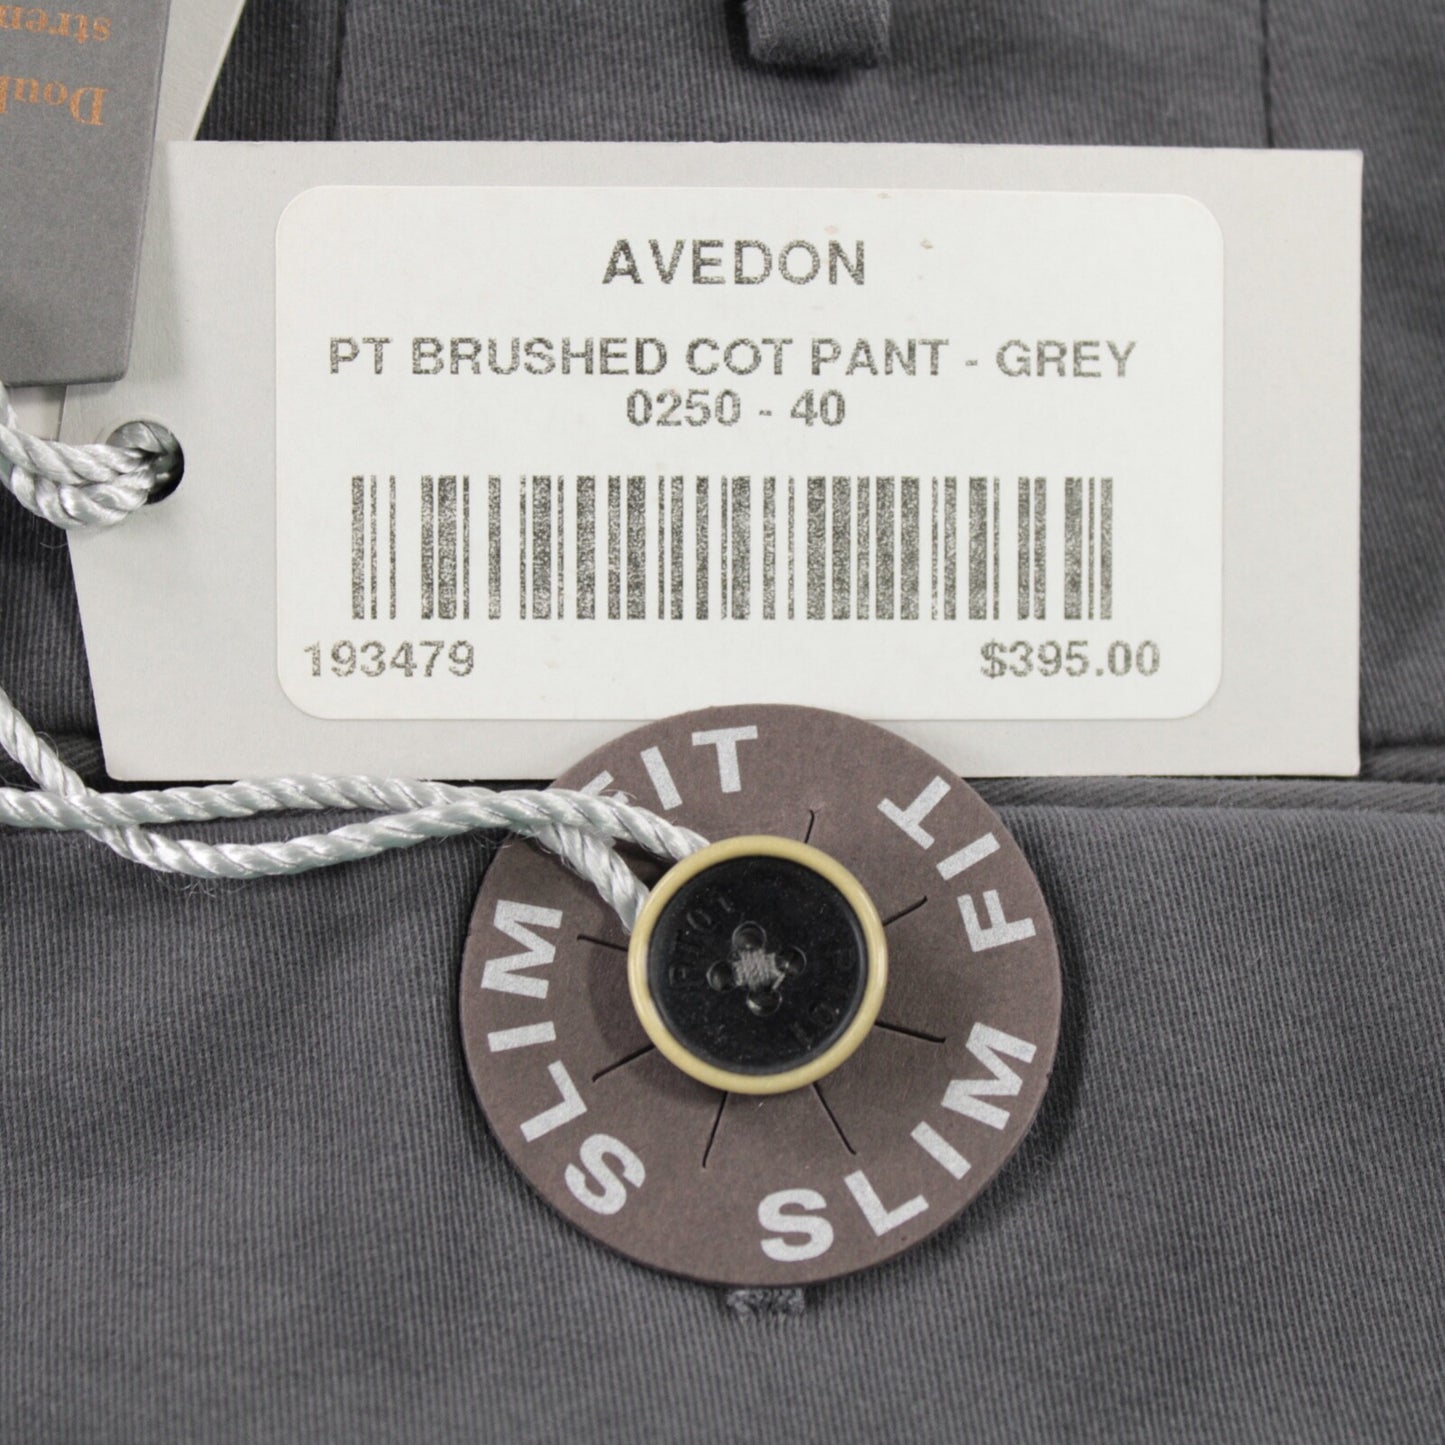 AVEDON
PT BRUSHED COT PANT - GREY
0250 - 40
193479
$395.00
SLIM FIT
SLIM FIT